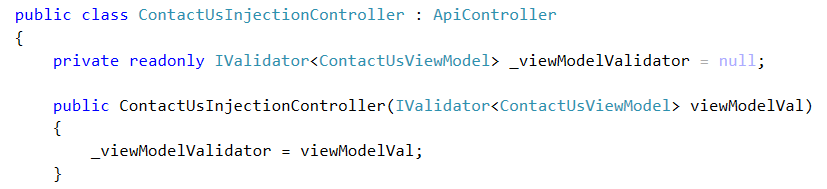 public class ContactUsInjectionController : ApiController
{
    private readonly IValidator<ContactUsViewModel> _viewModelValidator = null;
    public ContactUsInjectionController(IValidator<ContactUsViewModel> viewModelVal)
    {
        _viewModelValidator = viewModelVal;
    }